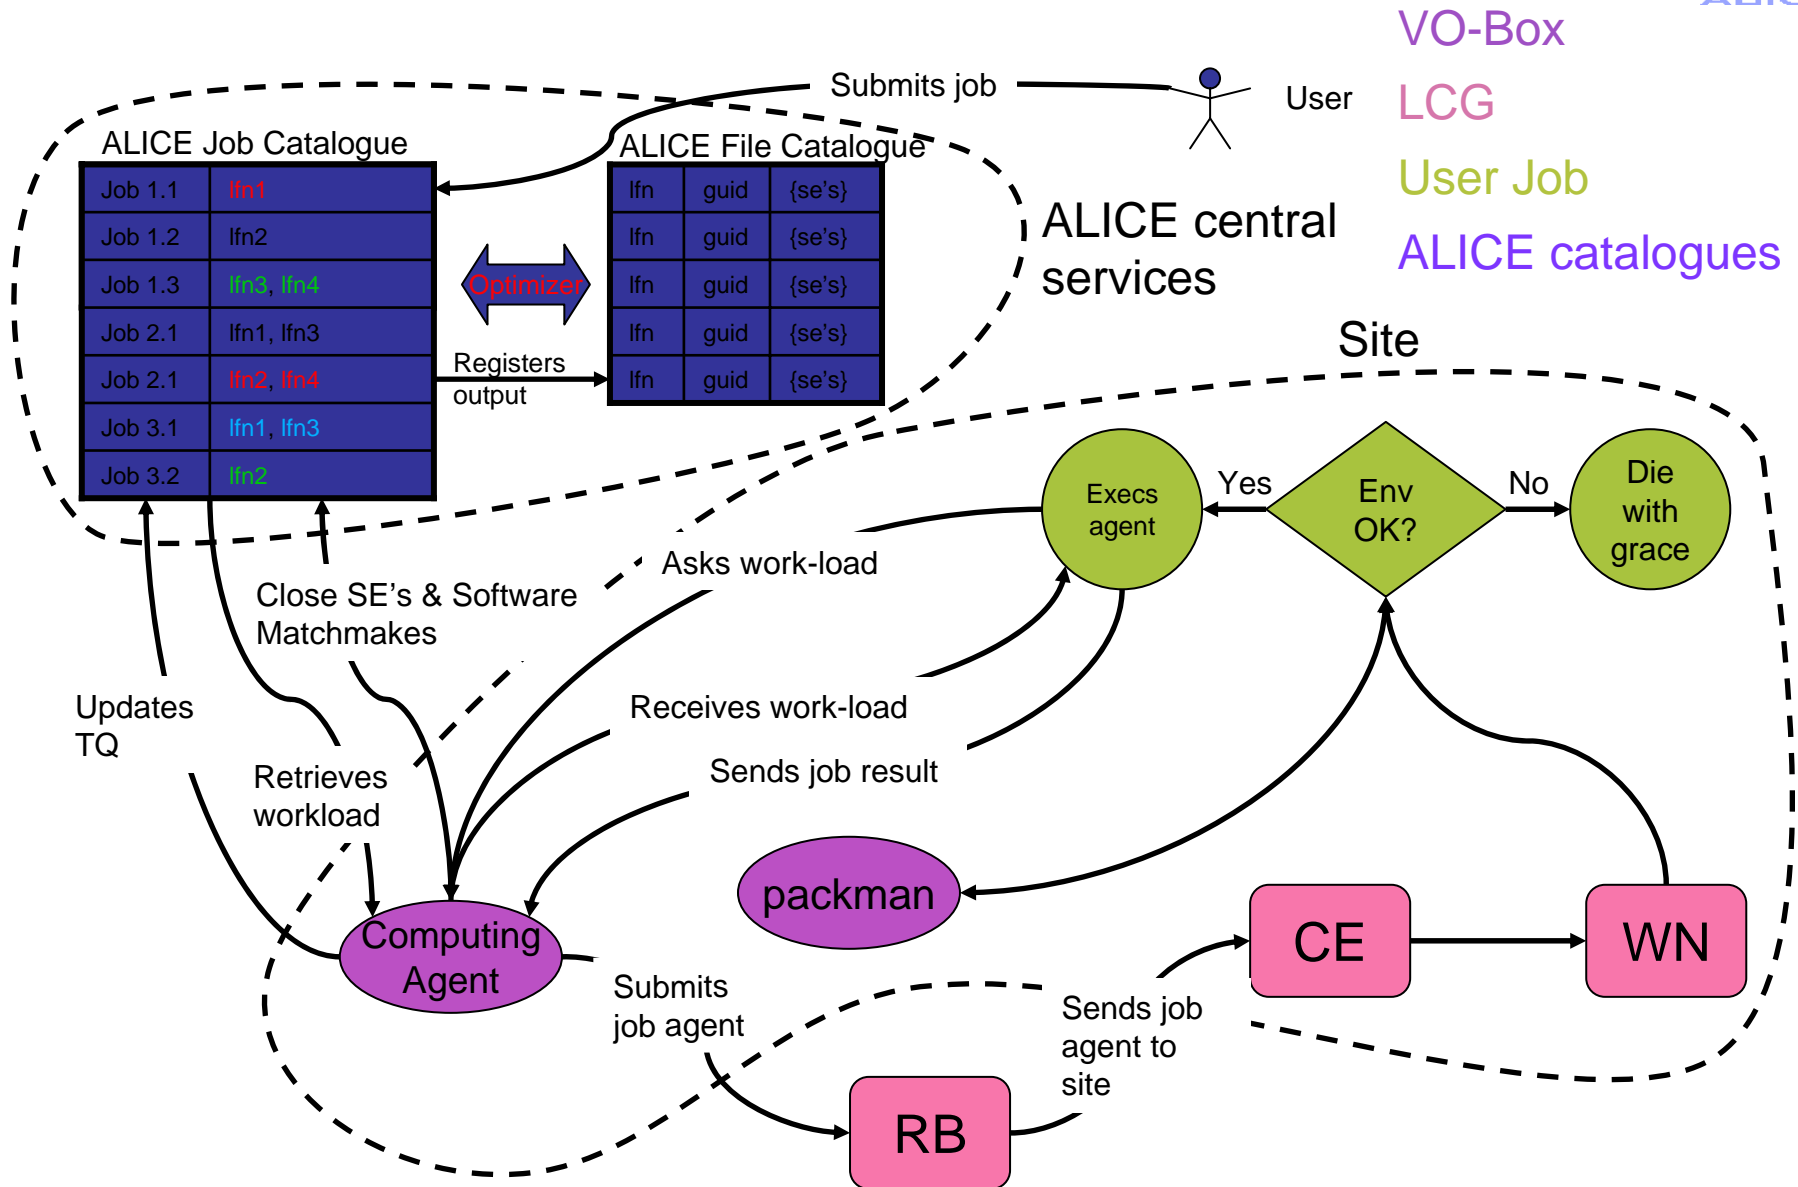 VO-Box
LCG
User Job
ALICE catalogues
Submits job
User
ALICE Job Catalogue
Job 1.1 lfn1
Job 1.2 lfn2
Job 1.3 lfn3, lfn4
Job 2.1 lfn1, lfn3
Job 2.1 lfn2, lfn4
Job 3.1 lfn1, lfn3
Job 3.2 lfn2
Optimizer
Registers
output
ALICE File Catalogue
lfn guid {se's}
lfn guid {se's}
lfn guid {se's}
lfn guid {se's}
lfn guid {se's}
ALICE central
services
Site
Execs
agent
Yes
Env
OK?
No
Die
with
grace
Asks work-load
Close SE's & Software
Matchmakes
Updates
TQ
Receives work-load
Sends job result
Retrieves
workload
packman
Computing
Agent
CE
WN
Submits
job agent
Sends job
agent to
site
RB